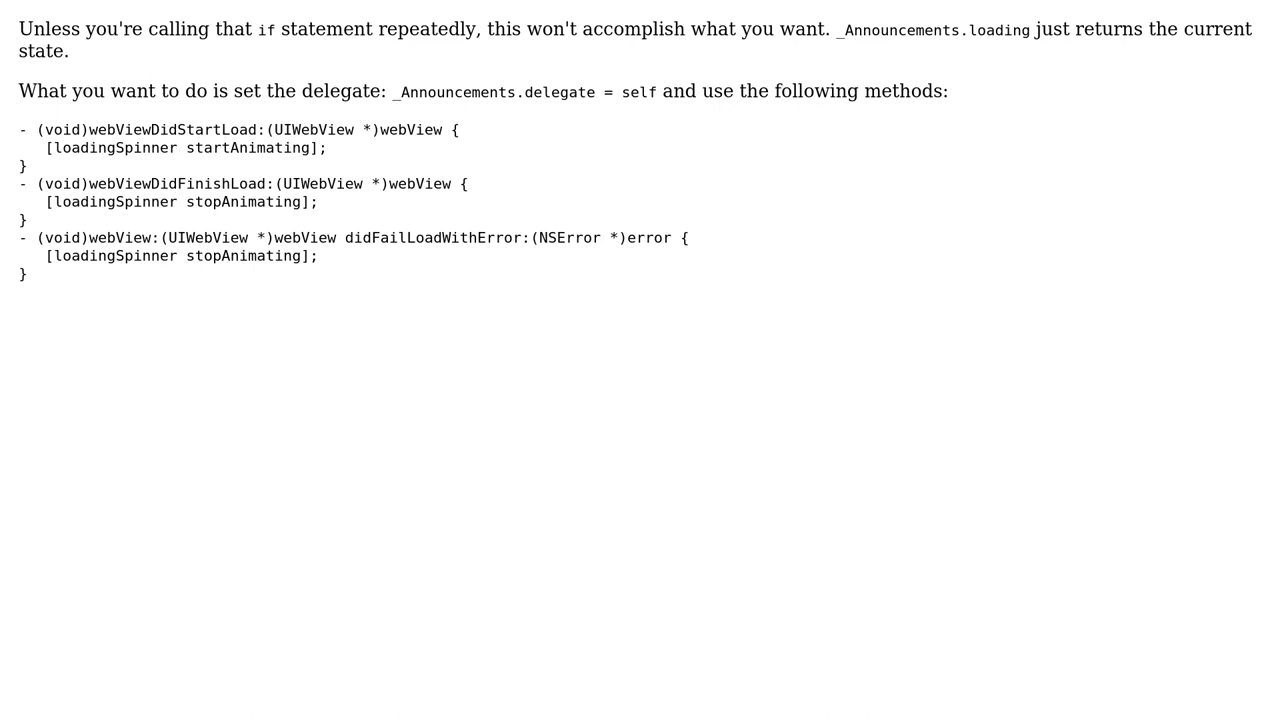 Unless you're calling that if statement repeatedly, this won't accomplish what you want. _Announcements.loading just returns the current
state.
What you want to do is set the delegate: _Announcements.delegate = self and use the following methods:
- (void)webViewDidStartLoad:(UIWebView *)webView {
   [loadingSpinner startAnimating];
}
- (void)webViewDidFinishLoad:(UIWebView *)webView {
   [loadingSpinner stopAnimating];
}
- (void)webView:(UIWebView *)webView didFailLoadWithError:(NSError *)error {
   [loadingSpinner stopAnimating];
}